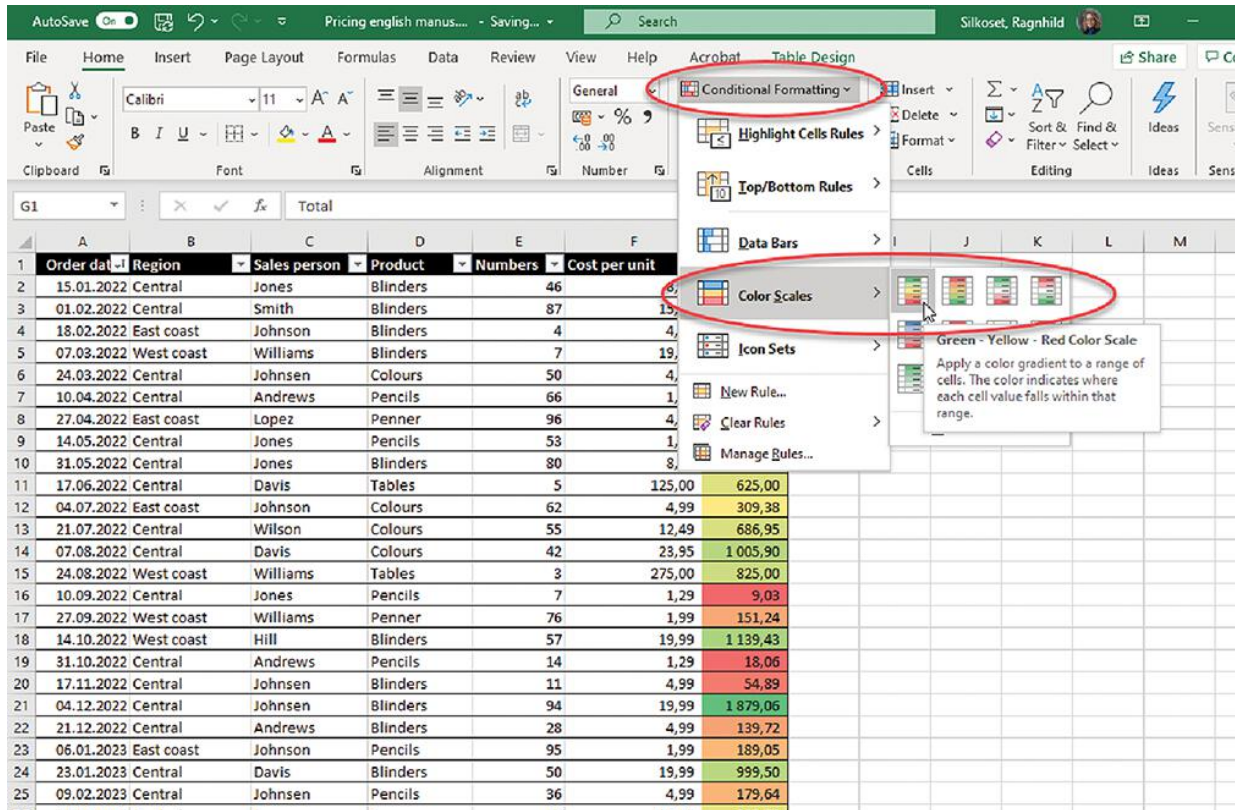 AutoSave On Pricing english manus.... - Saving... Search Silkoset, Ragnhild
File Home Insert Page Layout Formulas Data Review View Help Acrobat Table Design Share
Calibri 11 General Conditional Formatting Insert
Paste B I U Delete Sort & Find & Ideas
Format Filter Select
Clipboard Font Alignment Number Cells Editing Ideas
Highlight Cells Rules
Top/Bottom Rules
Data Bars
Color Scales
Icon Sets
New Rule...
Clear Rules
Manage Rules...
Green - Yellow - Red Color Scale
Apply a color gradient to a range of
cells. The color indicates where
each cell value falls within that
range.
G1 fx Total
A B C D E F I J K L M
1 Order dat Region Sales person Product Numbers Cost per unit
2 15.01.2022 Central Jones Blinders 46
3 01.02.2022 Central Smith Blinders 87 15,
4 18.02.2022 East coast Johnson Blinders 4 4,
5 07.03.2022 West coast Williams Blinders 7 19,
6 24.03.2022 Central Johnsen Colours 50 4,
7 10.04.2022 Central Andrews Pencils 66 1,
8 27.04.2022 East coast Lopez Penner 96 4,
9 14.05.2022 Central Jones Pencils 53 1,
10 31.05.2022 Central Jones Blinders 80 8,
11 17.06.2022 Central Davis Tables 5 125,00 625,00
12 04.07.2022 East coast Johnson Colours 62 4,99 309,38
13 21.07.2022 Central Wilson Colours 55 12,49 686,95
14 07.08.2022 Central Davis Colours 42 23,95 1 005,90
15 24.08.2022 West coast Williams Tables 3 275,00 825,00
16 10.09.2022 Central Jones Pencils 7 1,29 9,03
17 27.09.2022 West coast Williams Penner 76 1,99 151,24
18 14.10.2022 West coast Hill Blinders 57 19,99 1 139,43
19 31.10.2022 Central Andrews Pencils 14 1,29 18,06
20 17.11.2022 Central Johnsen Blinders 11 4,99 54,89
21 04.12.2022 Central Johnsen Blinders 94 19,99 1 879,06
22 21.12.2022 Central Andrews Blinders 28 4,99 139,72
23 06.01.2023 East coast Johnson Pencils 95 1,99 189,05
24 23.01.2023 Central Davis Blinders 50 19,99 999,50
25 09.02.2023 Central Johnsen Pencils 36 4,99 179,64